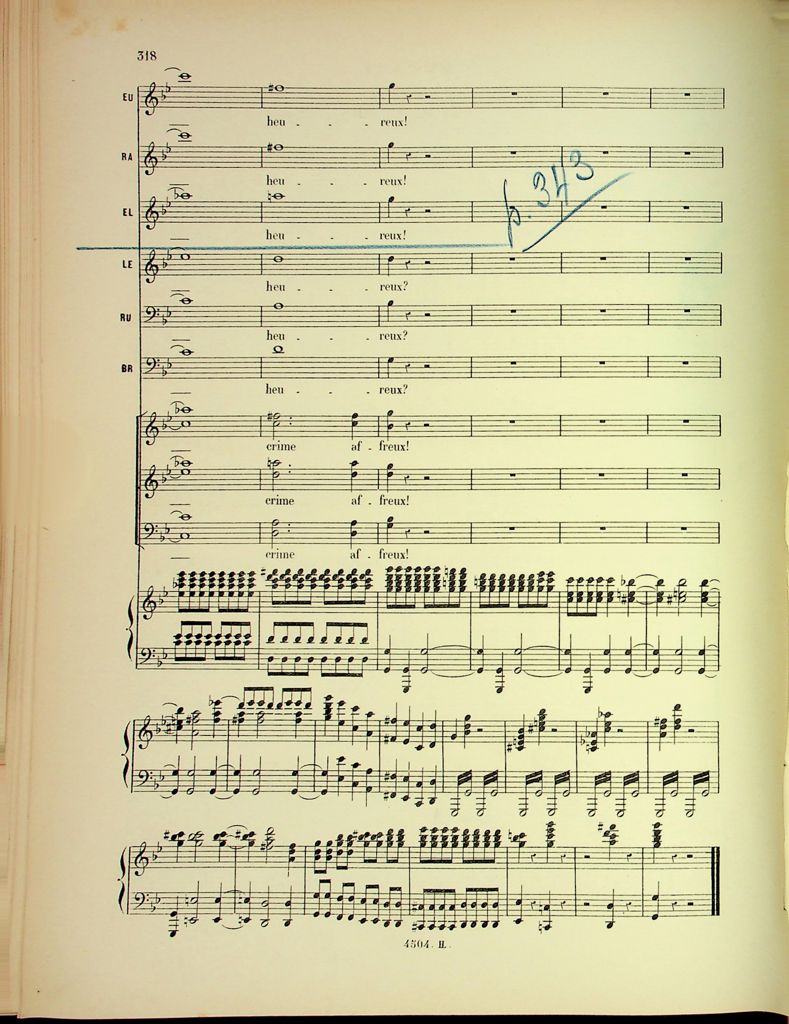 318
EU
heu - - - reux!
RA
heu - - - reux!
p. 343
EL
heu - - - reux!
LE
heu - - - reux?
RU
heu - - - reux?
BR
heu - - - reux?
crime af - freux!
crime af - freux!
crime af - freux!
4504. H.